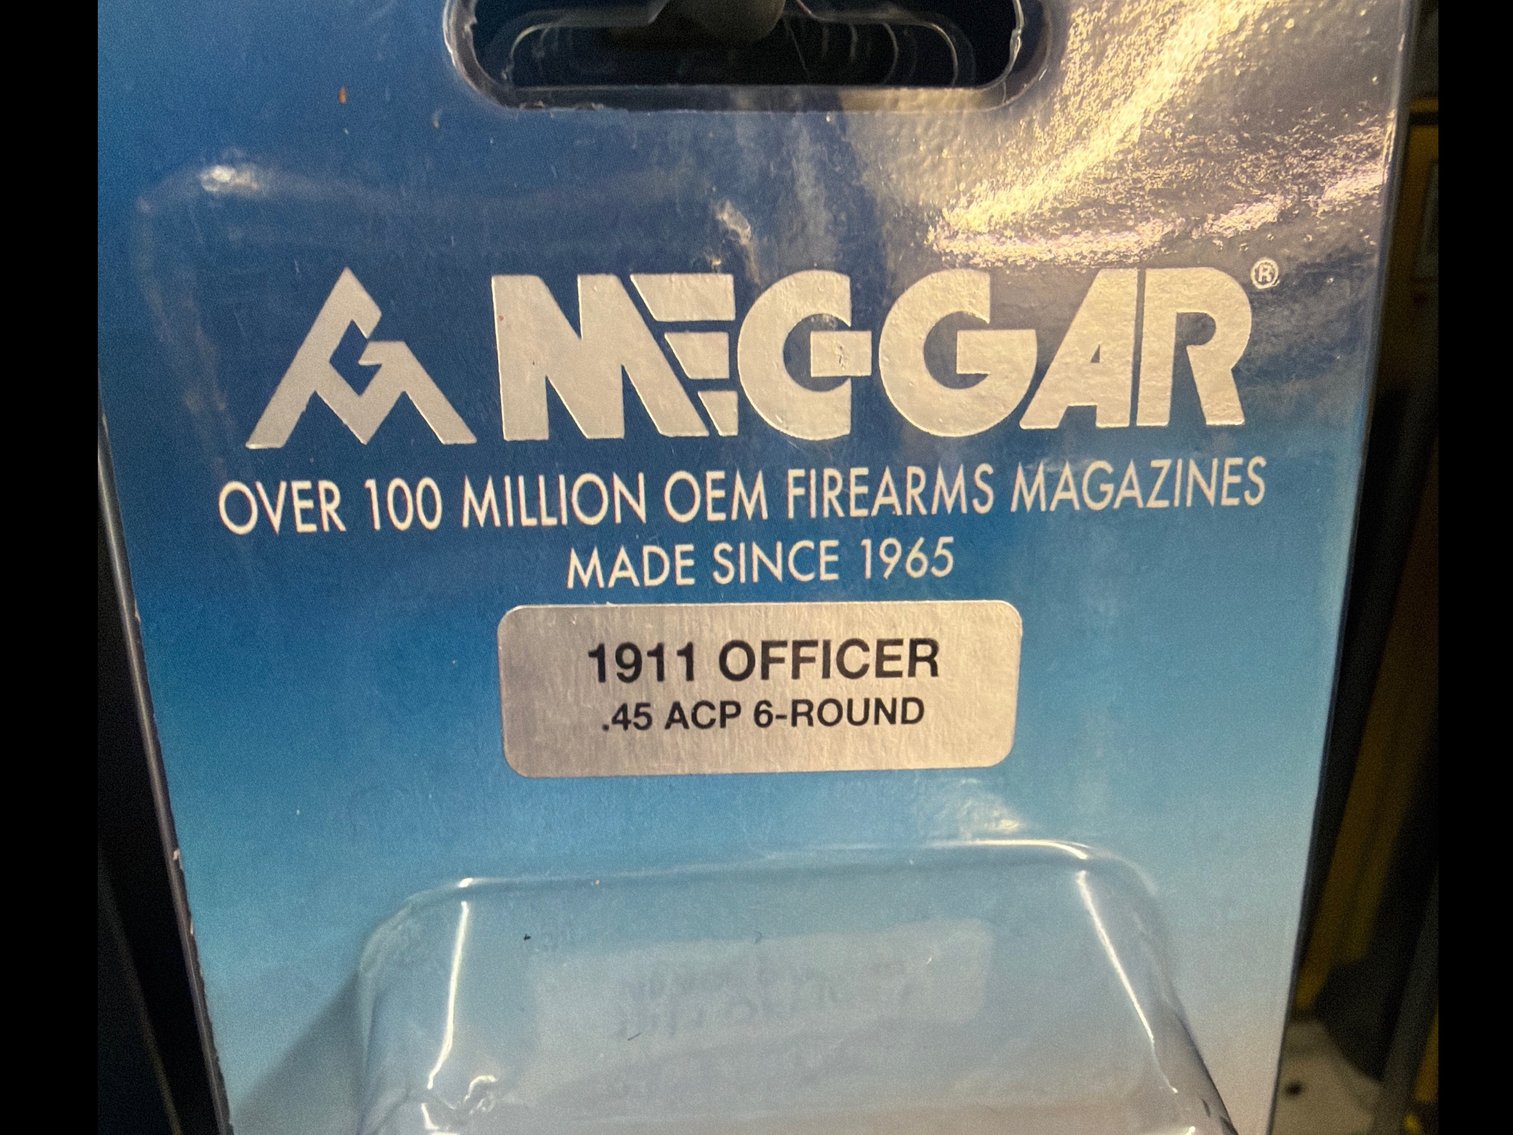 MEC-GAR®
OVER 100 MILLION OEM FIREARMS MAGAZINES
MADE SINCE 1965
1911 OFFICER
.45 ACP 6-ROUND